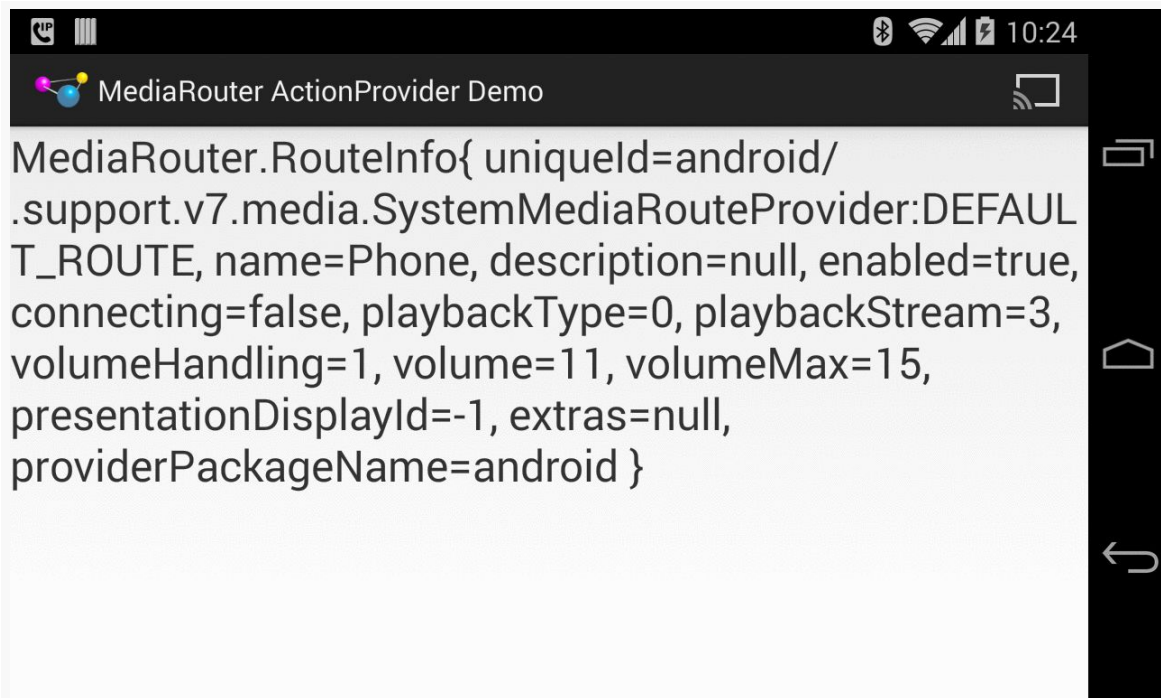 IP
10:24
MediaRouter ActionProvider Demo
MediaRouter.RouteInfo{ uniqueId=android/
.support.v7.media.SystemMediaRouteProvider:DEFAUL
T_ROUTE, name=Phone, description=null, enabled=true,
connecting=false, playbackType=0, playbackStream=3,
volumeHandling=1, volume=11, volumeMax=15,
presentationDisplayId=-1, extras=null,
providerPackageName=android }